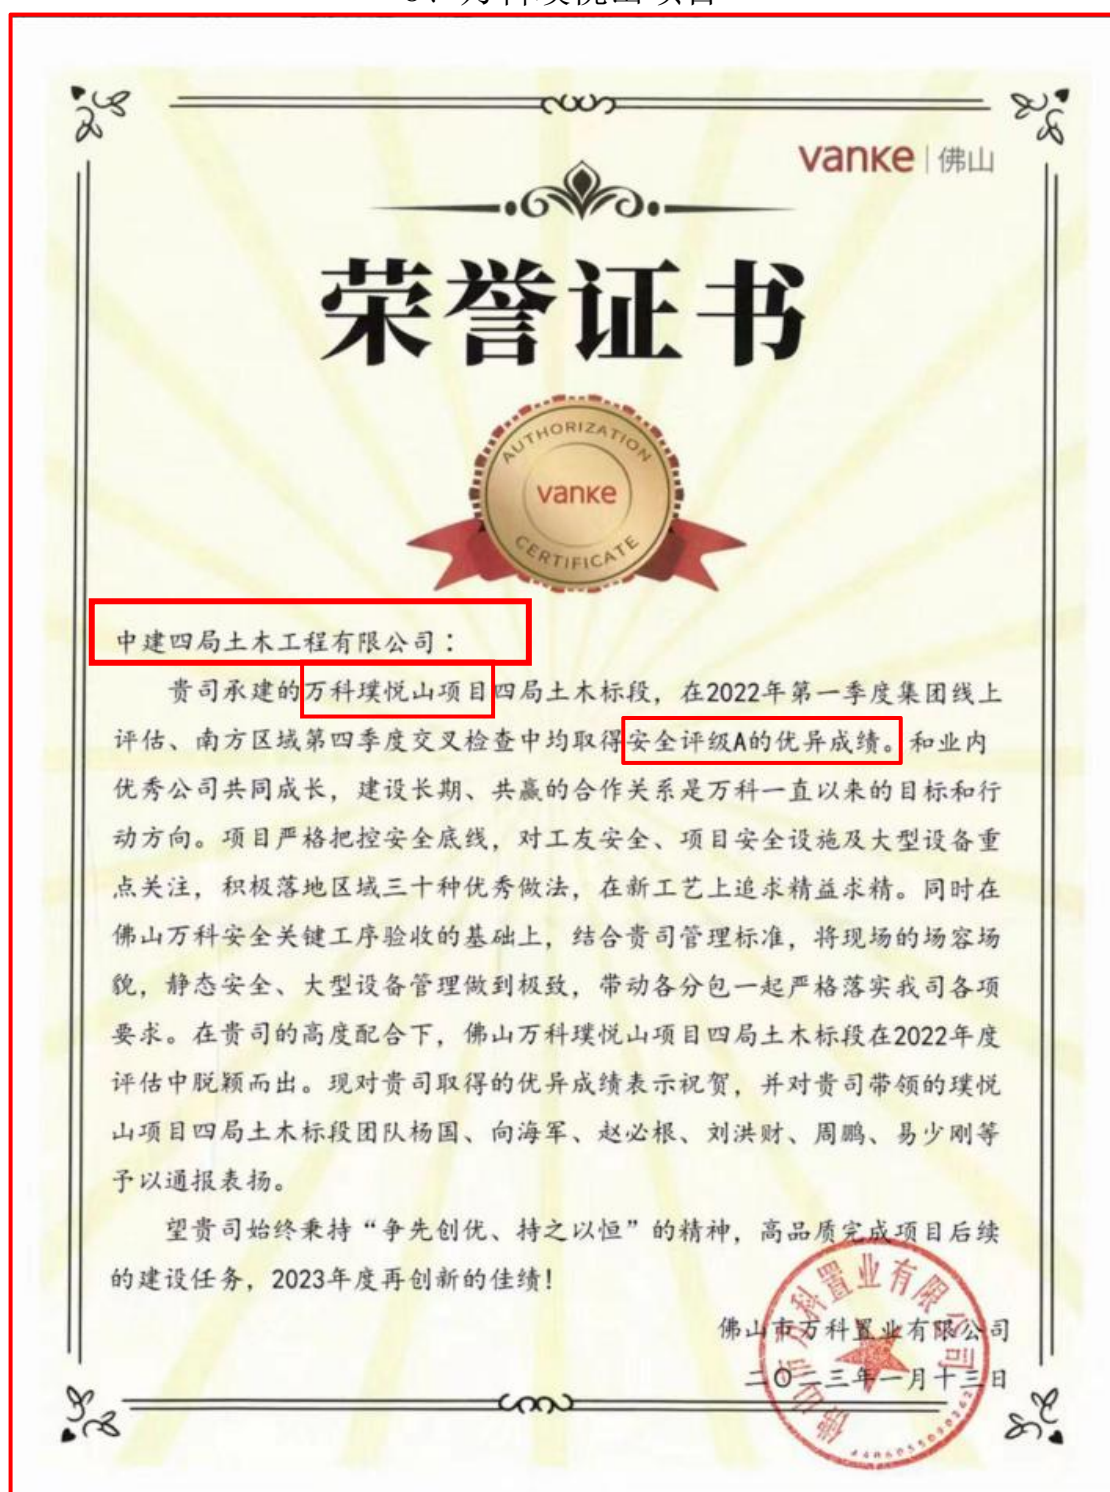 vanke 佛山
荣誉证书
AUTHORIZATION
vanke
CERTIFICATE
中建四局土木工程有限公司：
贵司承建的万科璞悦山项目四局土木标段，在2022年第一季度集团线上
评估、南方区域第四季度交叉检查中均取得安全评级A的优异成绩。和业内
优秀公司共同成长，建设长期、共赢的合作关系是万科一直以来的目标和行
动方向。项目严格把控安全底线，对工友安全、项目安全设施及大型设备重
点关注，积极落地区域三十种优秀做法，在新工艺上追求精益求精。同时在
佛山万科安全关键工序验收的基础上，结合贵司管理标准，将现场的场容场
貌，静态安全、大型设备管理做到极致，带动各分包一起严格落实我司各项
要求。在贵司的高度配合下，佛山万科璞悦山项目四局土木标段在2022年度
评估中脱颖而出。现对贵司取得的优异成绩表示祝贺，并对贵司带领的璞悦
山项目四局土木标段团队杨国、向海军、赵必根、刘洪财、周鹏、易少刚等
予以通报表扬。
望贵司始终秉持“争先创优、持之以恒”的精神，高品质完成项目后续
的建设任务，2023年度再创新的佳绩!
佛山市万科置业有限公司
二〇二三年一月十三日
佛山市万科置业有限公司